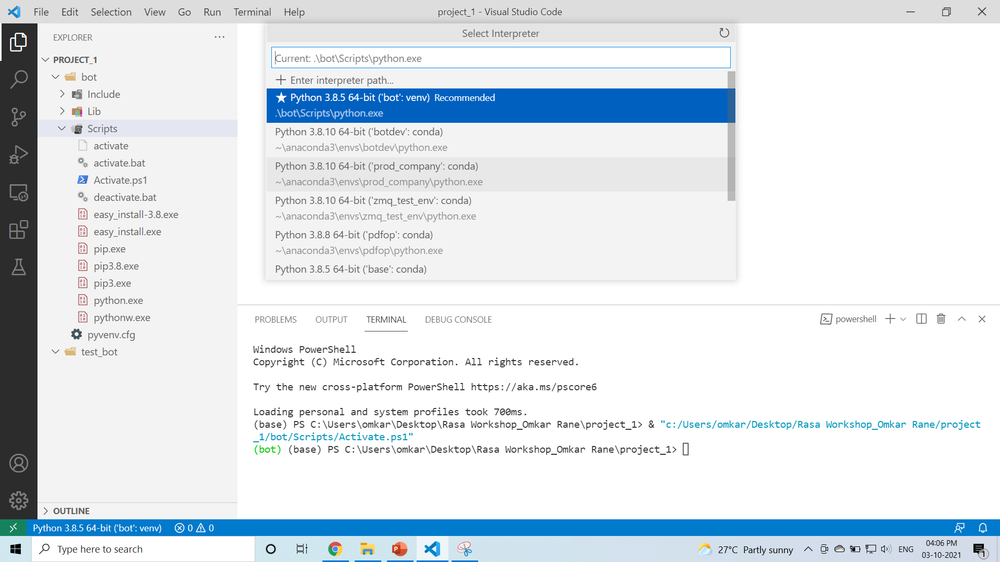 File Edit Selection View Go Run Terminal Help
project_1 - Visual Studio Code
EXPLORER
PROJECT_1
bot
Include
Lib
Scripts
activate
activate.bat
Activate.ps1
deactivate.bat
easy_install-3.8.exe
easy_install.exe
pip.exe
pip3.8.exe
pip3.exe
python.exe
pythonw.exe
pyvenv.cfg
test_bot
OUTLINE
Select Interpreter
Current: .\bot\Scripts\python.exe
Enter interpreter path...
Python 3.8.5 64-bit ('bot': venv) Recommended
.\bot\Scripts\python.exe
Python 3.8.10 64-bit ('botdev': conda)
~\anaconda3\envs\botdev\python.exe
Python 3.8.10 64-bit ('prod_company': conda)
~\anaconda3\envs\prod_company\python.exe
Python 3.8.10 64-bit ('zmq_test_env': conda)
~\anaconda3\envs\zmq_test_env\python.exe
Python 3.8.8 64-bit ('pdfop': conda)
~\anaconda3\envs\pdfop\python.exe
Python 3.8.5 64-bit ('base': conda)
PROBLEMS OUTPUT TERMINAL DEBUG CONSOLE
powershell
Windows PowerShell
Copyright (C) Microsoft Corporation. All rights reserved.
Try the new cross-platform PowerShell https://aka.ms/pscore6
Loading personal and system profiles took 700ms.
(base) PS C:\Users\omkar\Desktop\Rasa Workshop_Omkar Rane\project_1> & "c:/Users/omkar/Desktop/Rasa Workshop_Omkar Rane/project
_1/bot/Scripts/Activate.ps1"
(bot) (base) PS C:\Users\omkar\Desktop\Rasa Workshop_Omkar Rane\project_1>
Python 3.8.5 64-bit ('bot': venv) 0 0
Type here to search
27°C Partly sunny
ENG
04:06 PM
03-10-2021
1